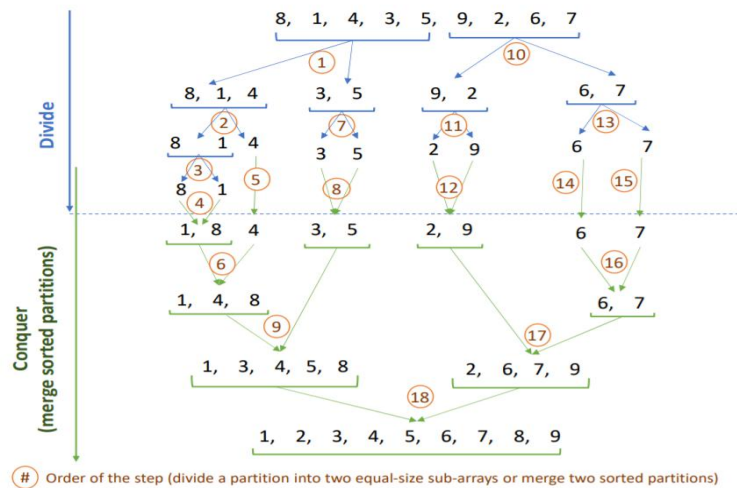 8, 1, 4, 3, 5, 9, 2, 6, 7
1 10
8, 1, 4 3, 5 9, 2 6, 7
2 7 11 13
8 1 4 3 5 2 9 6 7
3 5 8 12 14 15
8 1
4
1, 8 4 3, 5 2, 9 6 7
6 16
1, 4, 8 6, 7
9 17
1, 3, 4, 5, 8 2, 6, 7, 9
18
1, 2, 3, 4, 5, 6, 7, 8, 9
Divide
Conquer
(merge sorted partitions)
# Order of the step (divide a partition into two equal-size sub-arrays or merge two sorted partitions)